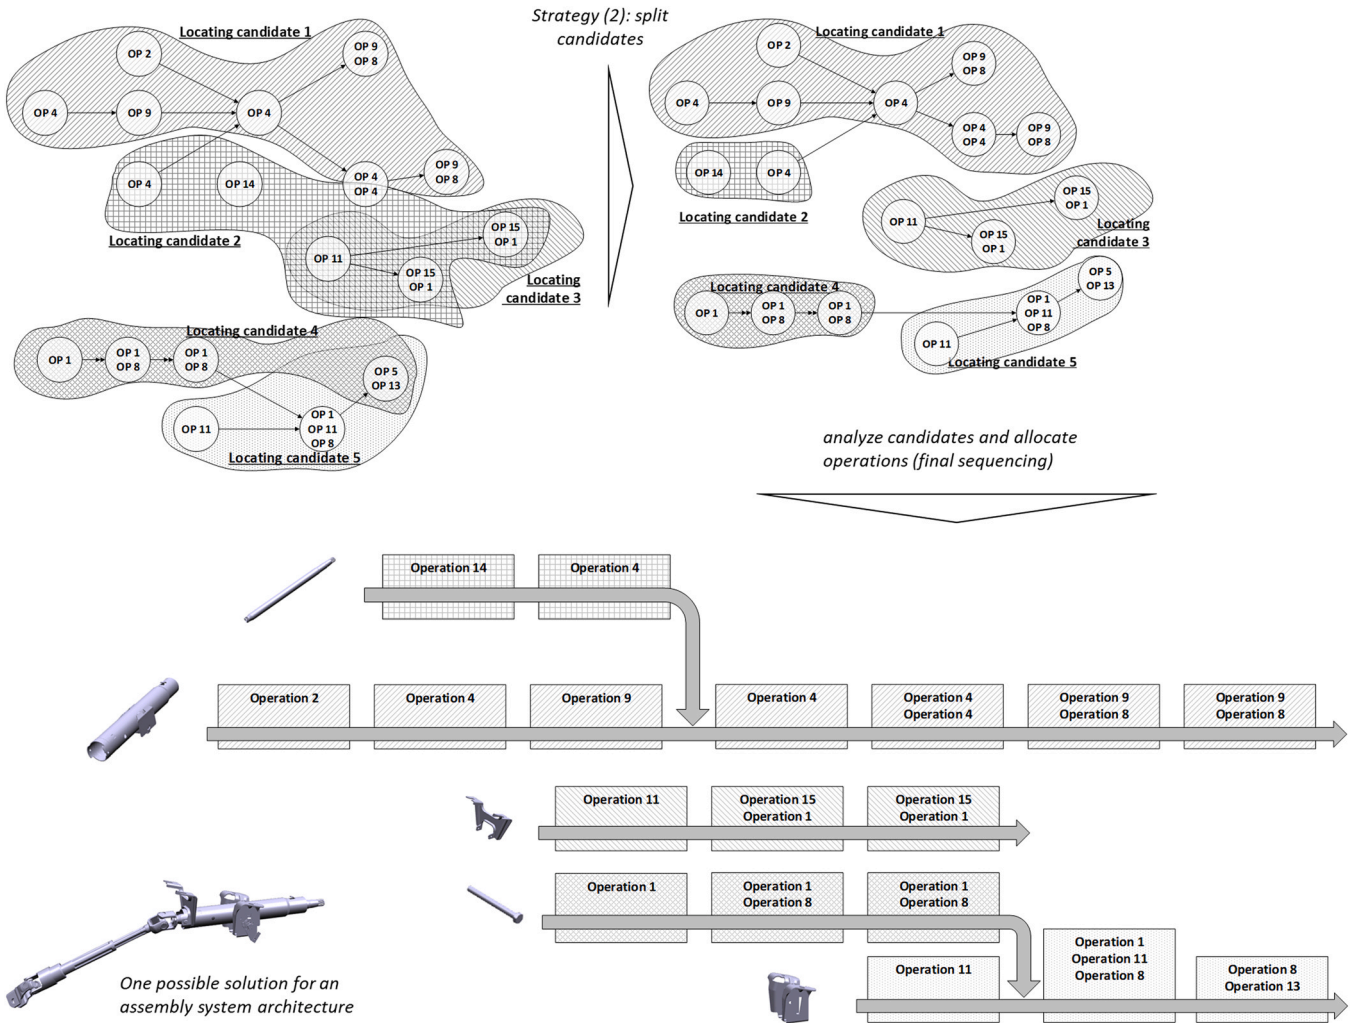 Locating candidate 1
OP 2
OP 9
OP 8
OP 4
OP 9
OP 4
OP 4
OP 14
OP 4
OP 4
OP 9
OP 8
Locating candidate 2
OP 11
OP 15
OP 1
OP 15
OP 1
Locating
candidate 3
Locating candidate 4
OP 1
OP 1
OP 8
OP 1
OP 8
OP 5
OP 13
OP 11
OP 1
OP 11
OP 8
Locating candidate 5
Strategy (2): split
candidates
Locating candidate 1
OP 2
OP 9
OP 8
OP 4
OP 9
OP 4
OP 4
OP 4
OP 9
OP 8
OP 14
OP 4
Locating candidate 2
OP 11
OP 15
OP 1
OP 15
OP 1
Locating
candidate 3
Locating candidate 4
OP 1
OP 1
OP 8
OP 1
OP 8
OP 5
OP 13
OP 1
OP 11
OP 8
OP 11
Locating candidate 5
analyze candidates and allocate
operations (final sequencing)
Operation 14
Operation 4
Operation 2
Operation 4
Operation 9
Operation 4
Operation 4
Operation 4
Operation 9
Operation 8
Operation 9
Operation 8
Operation 11
Operation 15
Operation 1
Operation 15
Operation 1
Operation 1
Operation 1
Operation 8
Operation 1
Operation 8
Operation 11
Operation 1
Operation 11
Operation 8
Operation 8
Operation 13
One possible solution for an
assembly system architecture